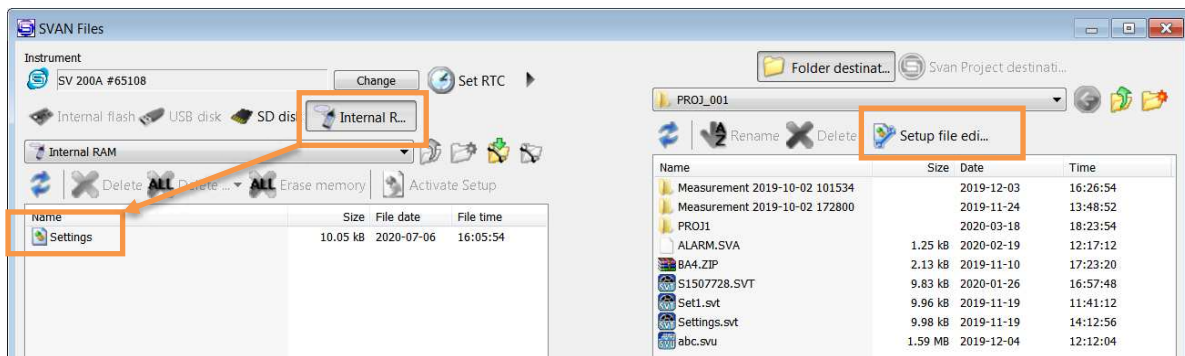 SVAN Files
Instrument
SV 200A #65108
Change
Set RTC
Internal flash
USB disk
SD dis
Internal R...
Internal RAM
Delete
ALL Delete ...
ALL Erase memory
Activate Setup
Name Size File date File time
Settings 10.05 kB 2020-07-06 16:05:54
Folder destinat...
Svan Project destinati...
PROJ_001
Rename
Delete
Setup file edi...
Name Size Date Time
Measurement 2019-10-02 101534 2019-12-03 16:26:54
Measurement 2019-10-02 172800 2019-11-24 13:48:52
PROJ1 2020-03-18 18:23:54
ALARM.SVA 1.25 kB 2020-02-19 12:17:12
BA4.ZIP 2.13 kB 2019-11-10 17:23:20
S1507728.SVT 9.83 kB 2020-01-26 16:57:48
Set1.svt 9.96 kB 2019-11-19 11:41:12
Settings.svt 9.98 kB 2019-11-19 14:12:56
abc.svu 1.59 MB 2019-12-04 12:12:04